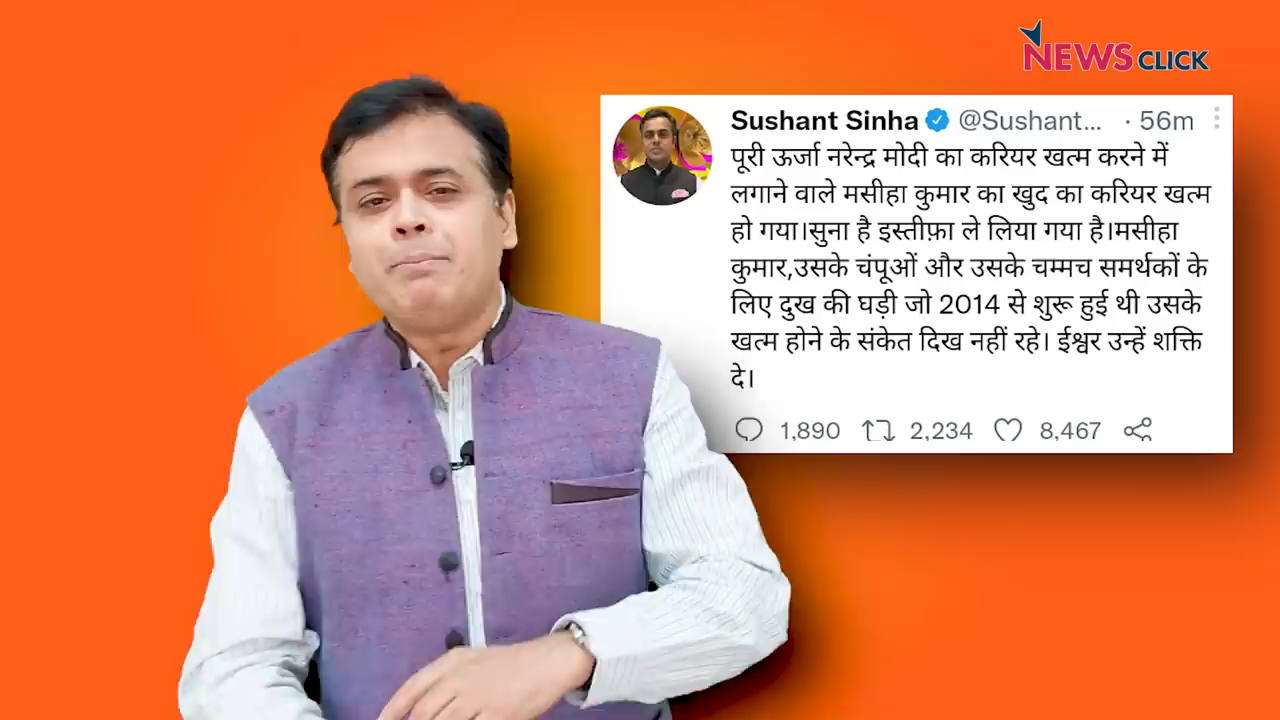 NEWSCLICK
Sushant Sinha @Sushant... · 56m
पूरी ऊर्जा नरेन्द्र मोदी का करियर खत्म करने में
लगाने वाले मसीहा कुमार का खुद का करियर खत्म
हो गया।सुना है इस्तीफ़ा ले लिया गया है।मसीहा
कुमार,उसके चंपूओं और उसके चम्मच समर्थकों के
लिए दुख की घड़ी जो 2014 से शुरू हुई थी उसके
खत्म होने के संकेत दिख नहीं रहे। ईश्वर उन्हें शक्ति
दे।
1,890 2,234 8,467